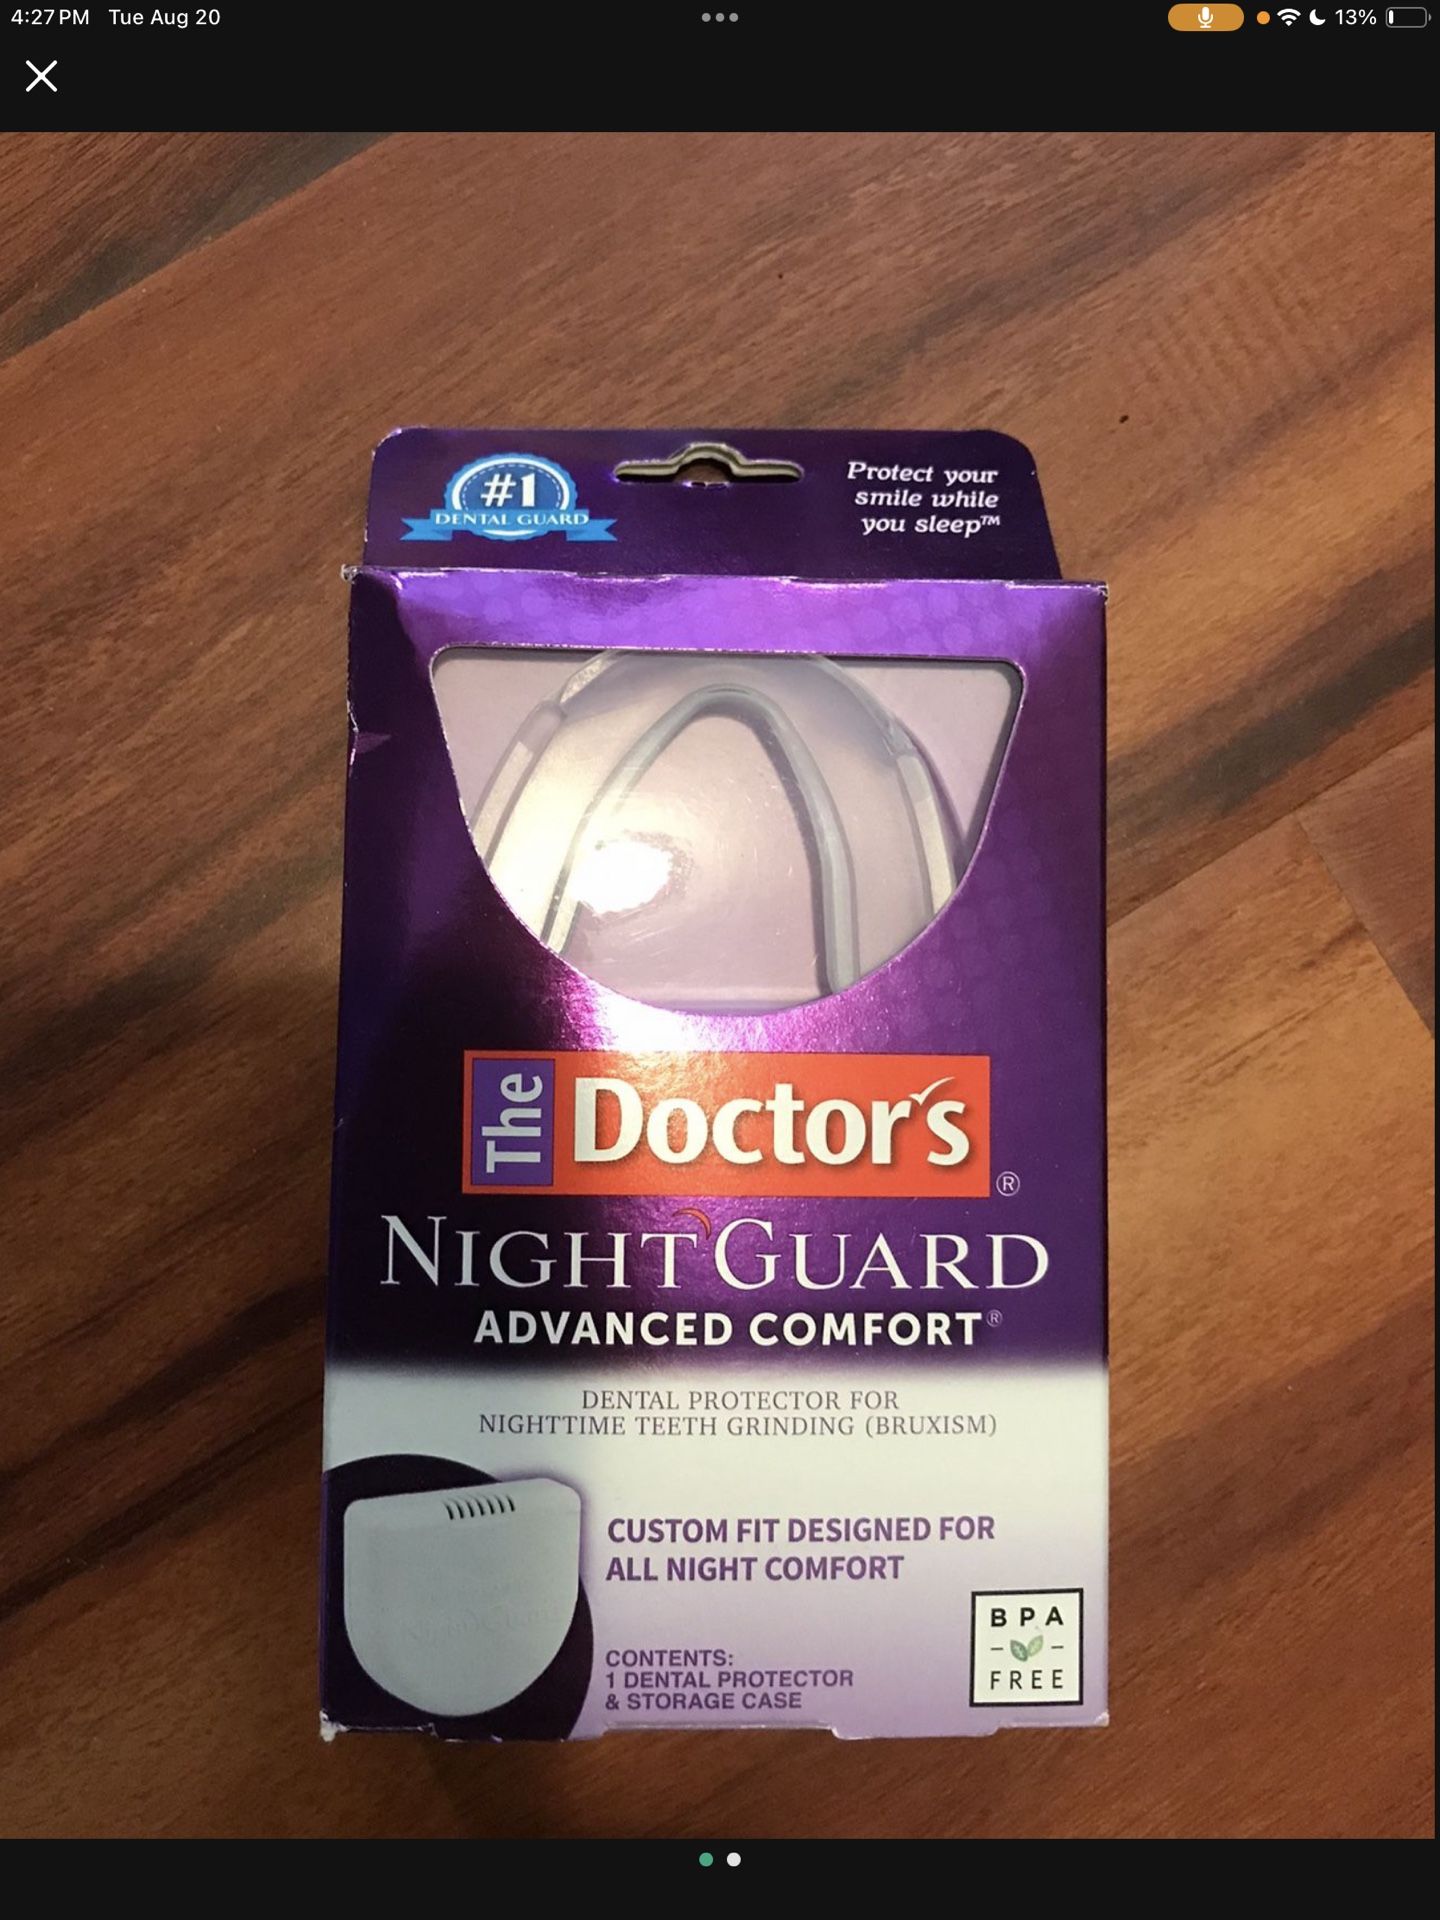 4:27 PM Tue Aug 20
13%
#1
DENTAL GUARD
Protect your
smile while
you sleep™
The Doctor's®
NIGHTGUARD
ADVANCED COMFORT®
DENTAL PROTECTOR FOR
NIGHTTIME TEETH GRINDING (BRUXISM)
CUSTOM FIT DESIGNED FOR
ALL NIGHT COMFORT
CONTENTS:
1 DENTAL PROTECTOR
& STORAGE CASE
BPA
FREE